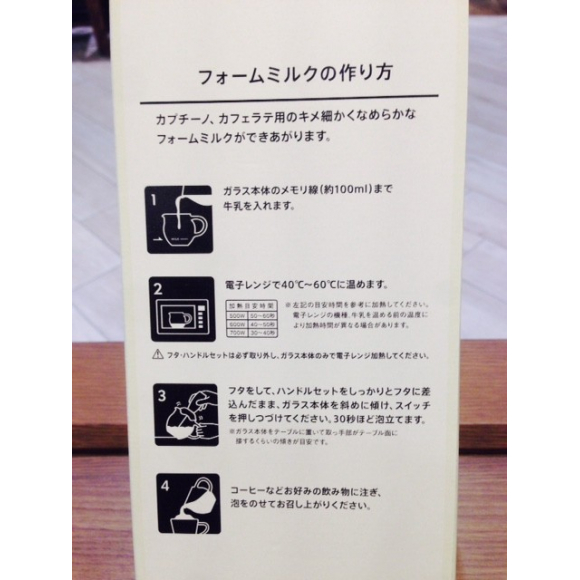 フォームミルクの作り方
カプチーノ、カフェラテ用のキメ細かくなめらかな
フォームミルクができあがります。
1
ガラス本体のメモリ線(約100ml)まで
牛乳を入れます。
2
電子レンジで40℃〜60℃に温めます。
加熱目安時間
500W 50〜60秒
600W 40〜50秒
700W 30〜40秒
※左記の目安時間を参考に加熱してください。
電子レンジの機種、牛乳を温める前の温度に
より加熱時間が異なる場合があります。
フタ・ハンドルセットは必ず取り外し、ガラス本体のみで電子レンジ加熱してください。
3
フタをして、ハンドルセットをしっかりとフタに差
込んだまま、ガラス本体を斜めに傾け、スイッチ
を押しつづけてください。30秒ほど泡立てます。
※ガラス本体をテーブルに置いて取っ手部がテーブル面に
接するくらいの傾きが目安です。
4
コーヒーなどお好みの飲み物に注ぎ、
泡をのせてお召し上がりください。